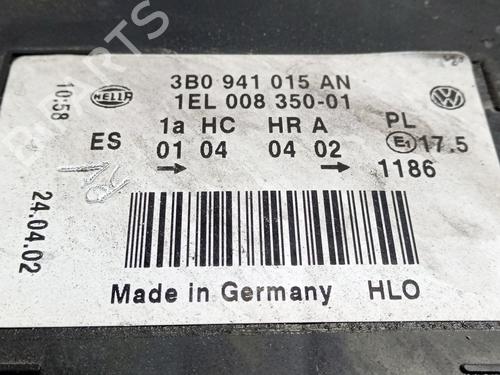 HELLA
3B0 941 015 AN
1EL 008 350-01
10:58
ES
1a HC HR A
PL
01 04 04 02
E1 17.5
→ → 1186
24.04.02
Made in Germany HLO